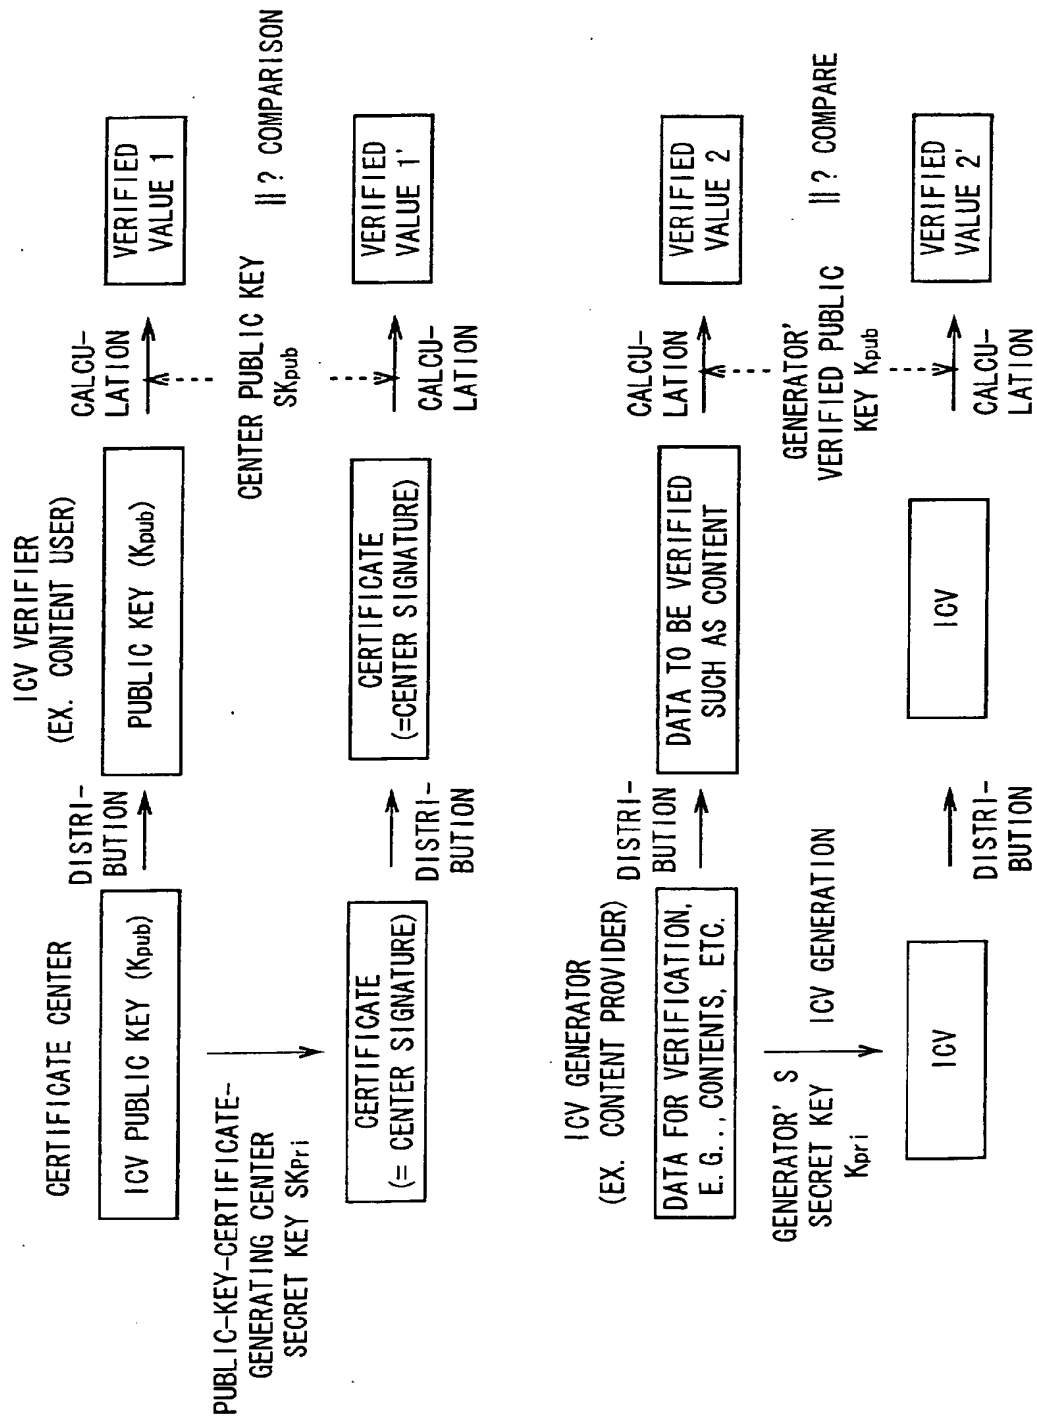 CERTIFICATE CENTER
ICV PUBLIC KEY (Kpub)
PUBLIC-KEY-CERTIFICATE-
GENERATING CENTER
SECRET KEY SKPri
CERTIFICATE
(= CENTER SIGNATURE)
DISTRI-
BUTION
DISTRI-
BUTION
ICV VERIFIER
(EX. CONTENT USER)
PUBLIC KEY (Kpub)
CERTIFICATE
(=CENTER SIGNATURE)
CALCU-
LATION
CENTER PUBLIC KEY
SKpub
CALCU-
LATION
VERIFIED
VALUE 1
||? COMPARISON
VERIFIED
VALUE 1'
ICV GENERATOR
(EX. CONTENT PROVIDER)
DATA FOR VERIFICATION,
E. G.., CONTENTS, ETC.
GENERATOR' S
SECRET KEY
Kpri
ICV GENERATION
ICV
DISTRI-
BUTION
DISTRI-
BUTION
DATA TO BE VERIFIED
SUCH AS CONTENT
ICV
CALCU-
LATION
GENERATOR'
VERIFIED PUBLIC
KEY Kpub
CALCU-
LATION
VERIFIED
VALUE 2
||? COMPARE
VERIFIED
VALUE 2'